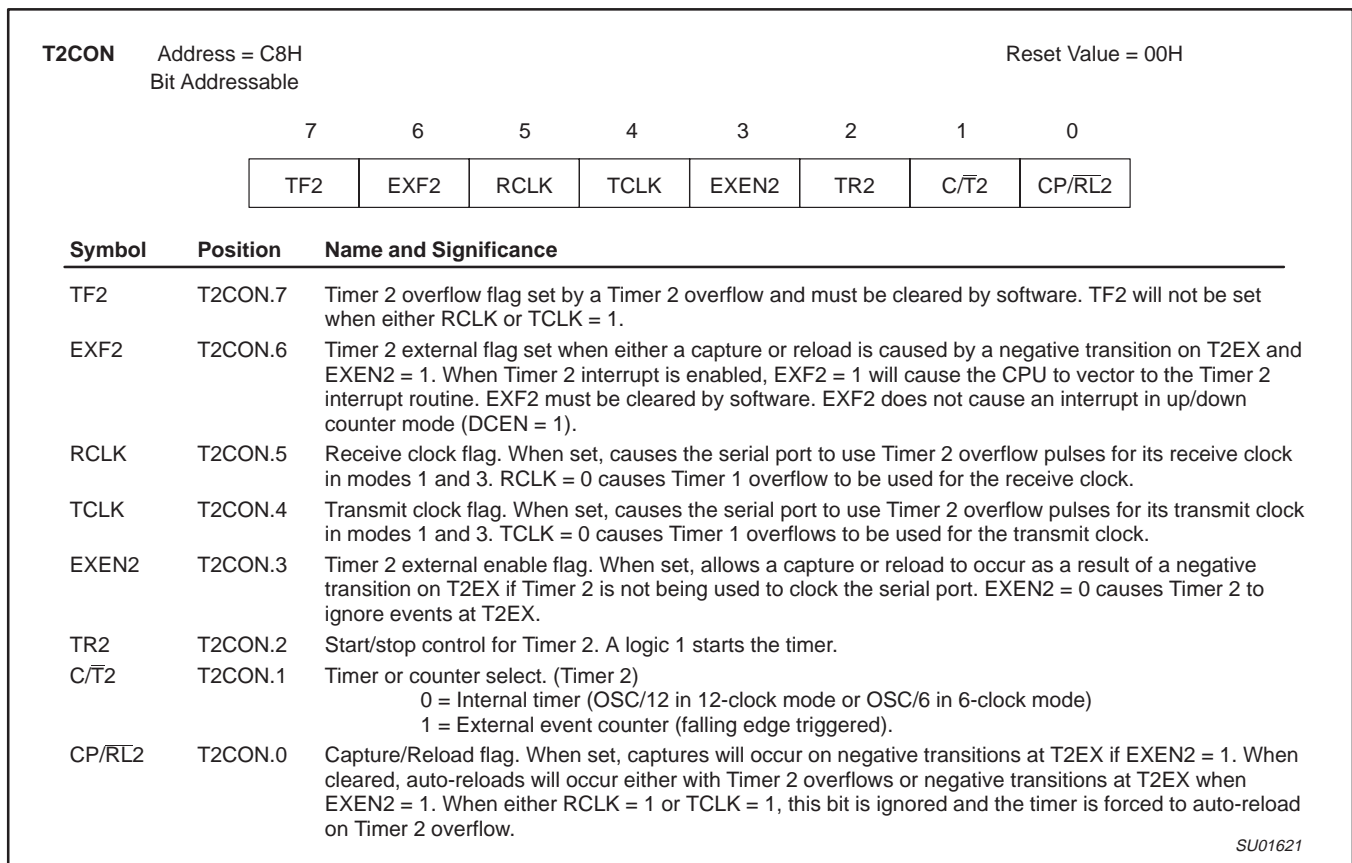 T2CON Address = C8H Reset Value = 00H
Bit Addressable
7 6 5 4 3 2 1 0
TF2 EXF2 RCLK TCLK EXEN2 TR2 C/T̅2 CP/R̅L̅2
Symbol Position Name and Significance
TF2 T2CON.7 Timer 2 overflow flag set by a Timer 2 overflow and must be cleared by software. TF2 will not be set
when either RCLK or TCLK = 1.
EXF2 T2CON.6 Timer 2 external flag set when either a capture or reload is caused by a negative transition on T2EX and
EXEN2 = 1. When Timer 2 interrupt is enabled, EXF2 = 1 will cause the CPU to vector to the Timer 2
interrupt routine. EXF2 must be cleared by software. EXF2 does not cause an interrupt in up/down
counter mode (DCEN = 1).
RCLK T2CON.5 Receive clock flag. When set, causes the serial port to use Timer 2 overflow pulses for its receive clock
in modes 1 and 3. RCLK = 0 causes Timer 1 overflow to be used for the receive clock.
TCLK T2CON.4 Transmit clock flag. When set, causes the serial port to use Timer 2 overflow pulses for its transmit clock
in modes 1 and 3. TCLK = 0 causes Timer 1 overflows to be used for the transmit clock.
EXEN2 T2CON.3 Timer 2 external enable flag. When set, allows a capture or reload to occur as a result of a negative
transition on T2EX if Timer 2 is not being used to clock the serial port. EXEN2 = 0 causes Timer 2 to
ignore events at T2EX.
TR2 T2CON.2 Start/stop control for Timer 2. A logic 1 starts the timer.
C/T̅2 T2CON.1 Timer or counter select. (Timer 2)
0 = Internal timer (OSC/12 in 12-clock mode or OSC/6 in 6-clock mode)
1 = External event counter (falling edge triggered).
CP/R̅L̅2 T2CON.0 Capture/Reload flag. When set, captures will occur on negative transitions at T2EX if EXEN2 = 1. When
cleared, auto-reloads will occur either with Timer 2 overflows or negative transitions at T2EX when
EXEN2 = 1. When either RCLK = 1 or TCLK = 1, this bit is ignored and the timer is forced to auto-reload
on Timer 2 overflow.
SU01621